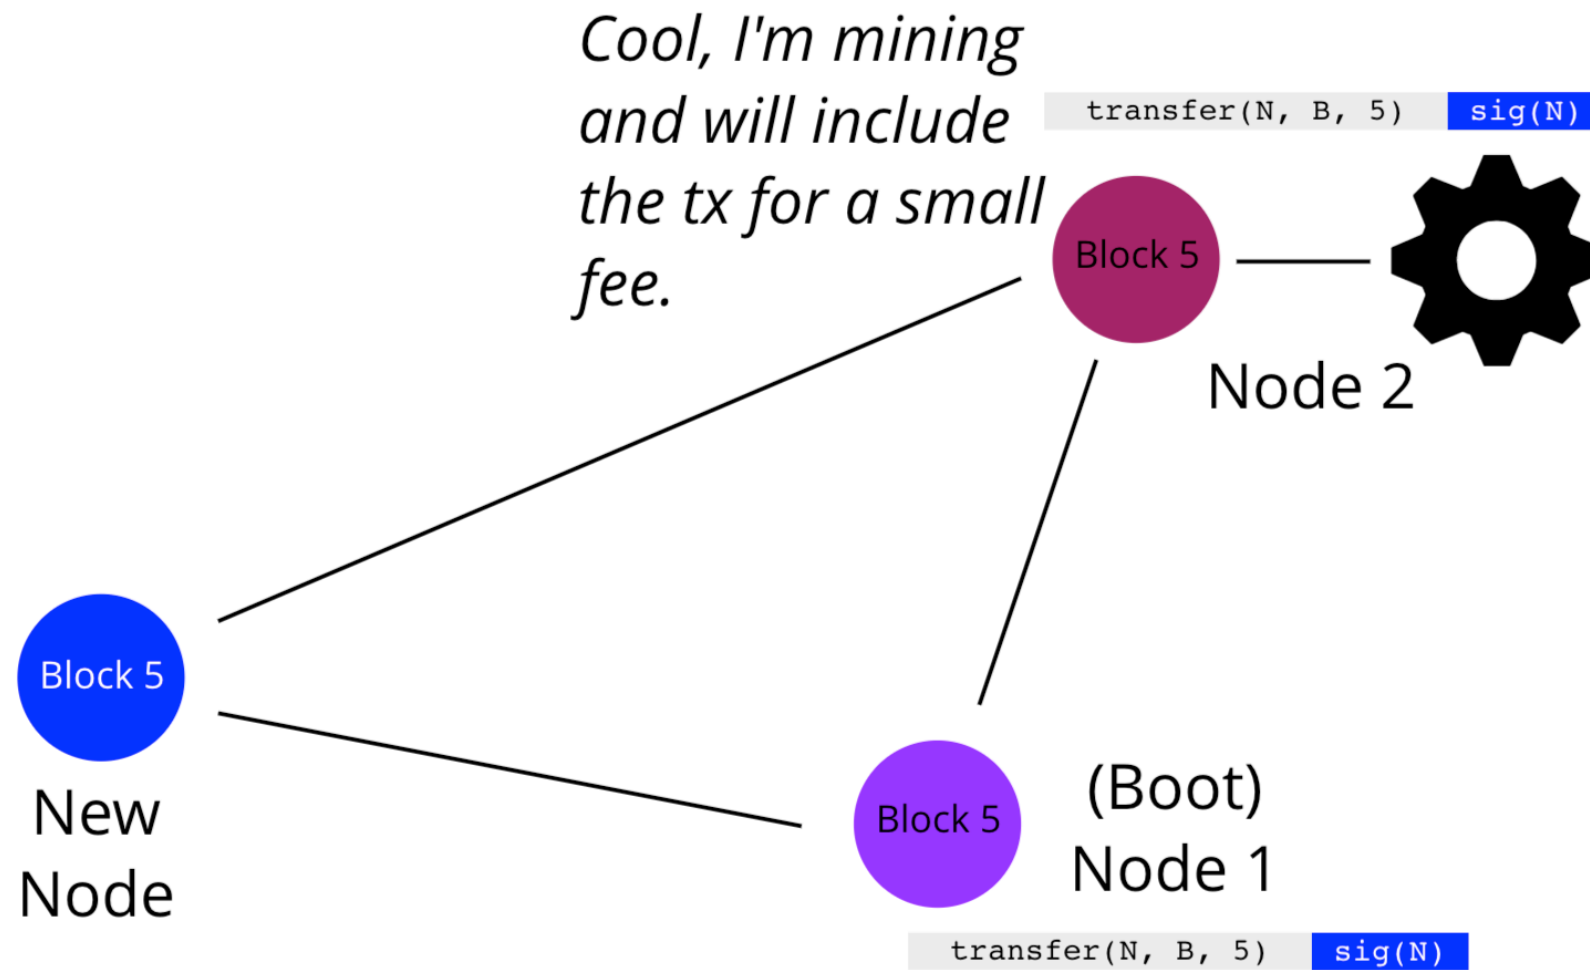 Cool, I'm mining
and will include
the tx for a small
fee.
transfer(N, B, 5) sig(N)
Block 5
Node 2
Block 5
New
Node
Block 5
(Boot)
Node 1
transfer(N, B, 5) sig(N)